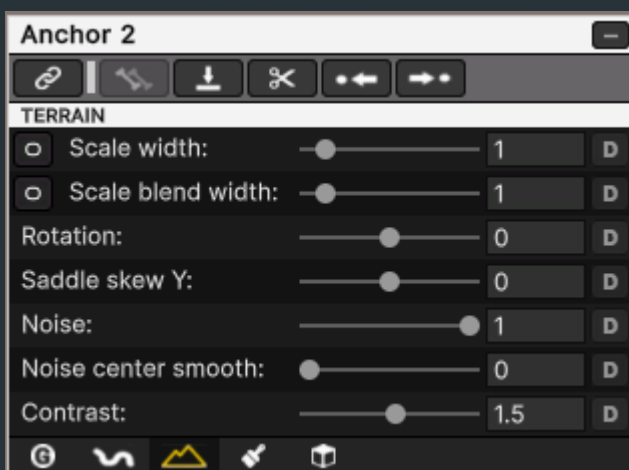 Anchor 2
TERRAIN
Scale width: 1 D
Scale blend width: 1 D
Rotation: 0 D
Saddle skew Y: 0 D
Noise: 1 D
Noise center smooth: 0 D
Contrast: 1.5 D
G